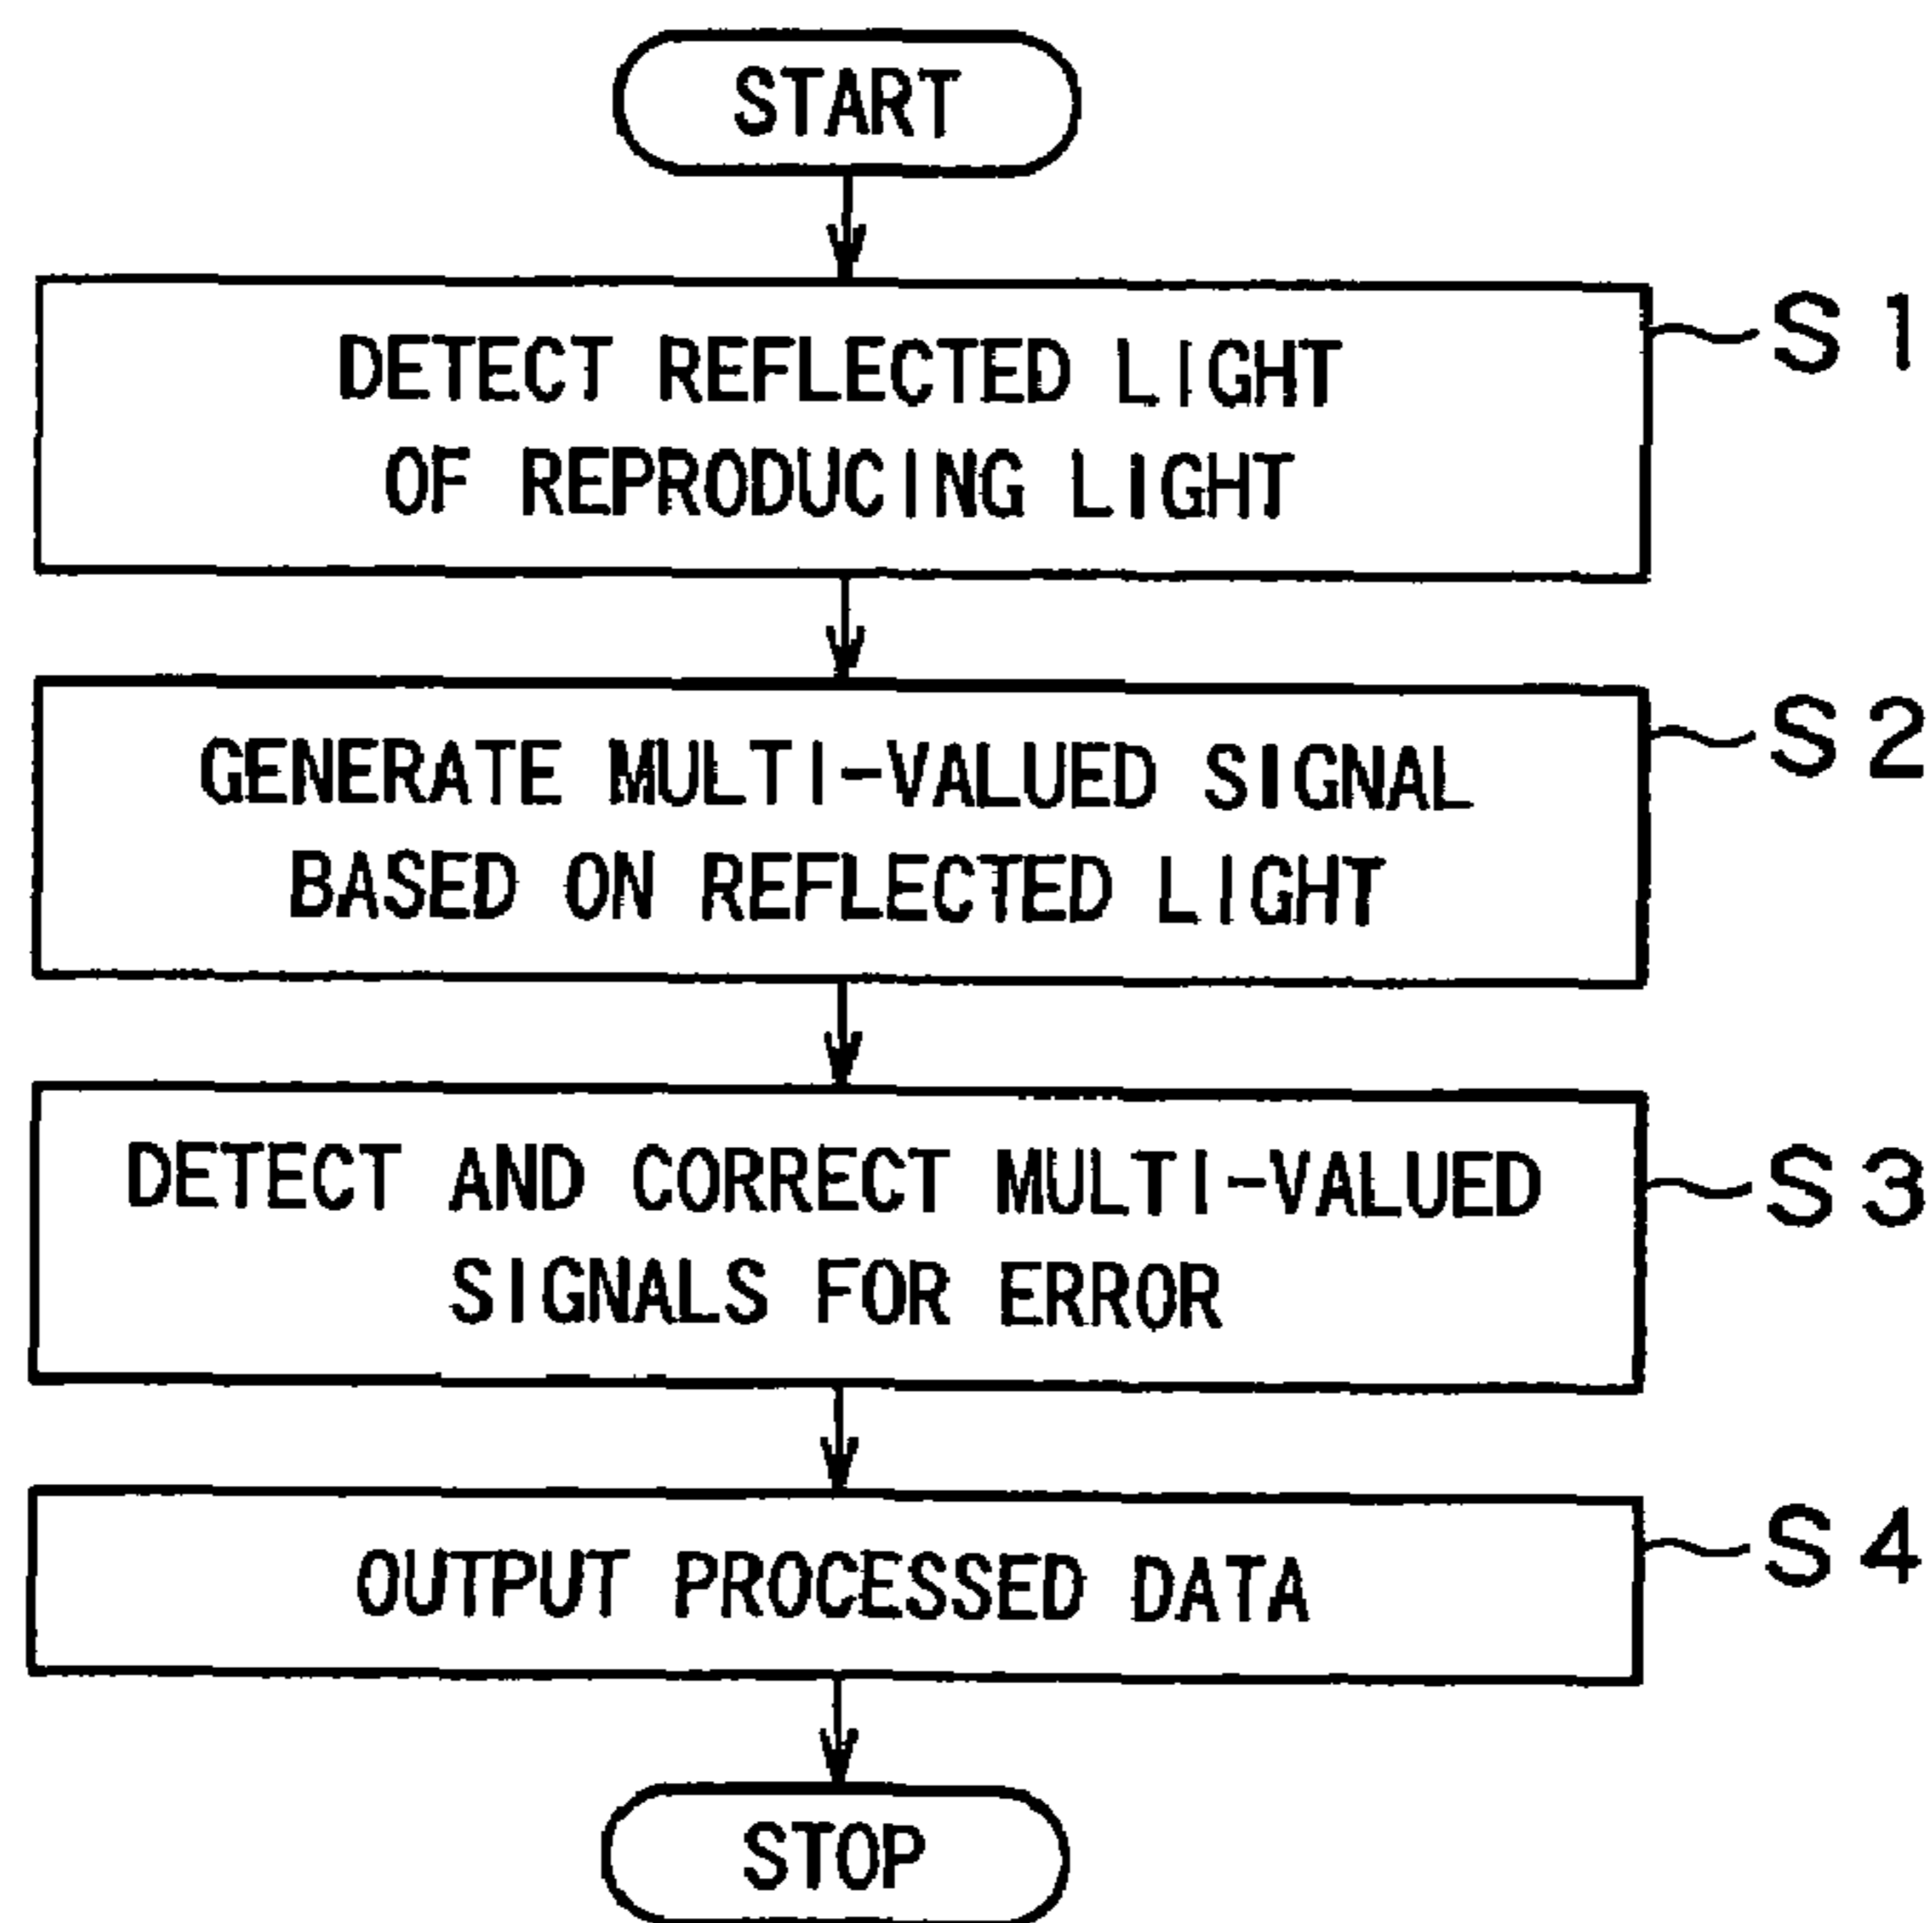 START
DETECT REFLECTED LIGHT
OF REPRODUCING LIGHT
S1
GENERATE MULTI-VALUED SIGNAL
BASED ON REFLECTED LIGHT
S2
DETECT AND CORRECT MULTI-VALUED
SIGNALS FOR ERROR
S3
OUTPUT PROCESSED DATA
S4
STOP